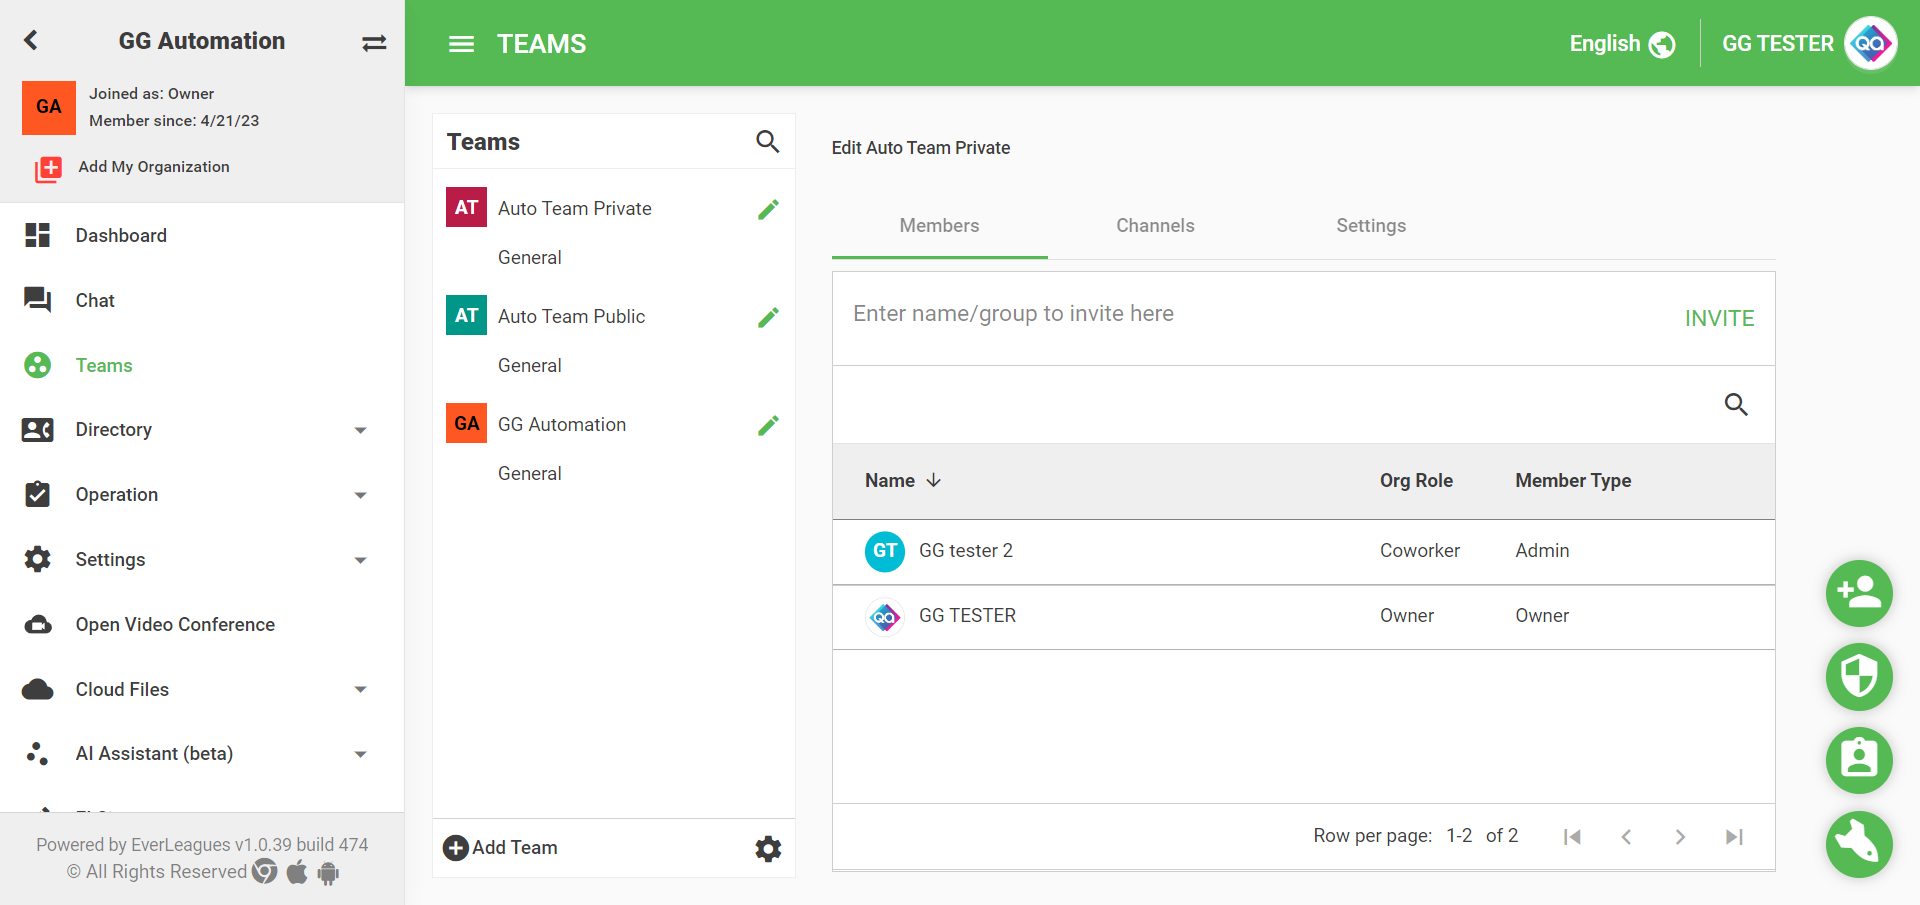 GG Automation
GA
Joined as: Owner
Member since: 4/21/23
Add My Organization
Dashboard
Chat
Teams
Directory
Operation
Settings
Open Video Conference
Cloud Files
AI Assistant (beta)
Powered by EverLeagues v1.0.39 build 474
© All Rights Reserved
TEAMS
English
GG TESTER
QA
Teams
AT Auto Team Private
General
AT Auto Team Public
General
GA GG Automation
General
Add Team
Edit Auto Team Private
Members Channels Settings
Enter name/group to invite here
INVITE
Name Org Role Member Type
GT GG tester 2 Coworker Admin
QA GG TESTER Owner Owner
Row per page: 1-2 of 2